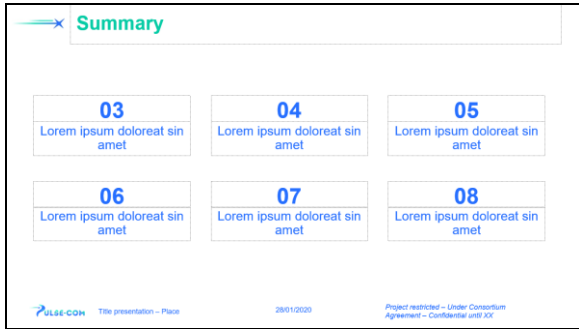 Summary
03 04 05
Lorem ipsum doloreat sin amet Lorem ipsum doloreat sin amet Lorem ipsum doloreat sin amet
06 07 08
Lorem ipsum doloreat sin amet Lorem ipsum doloreat sin amet Lorem ipsum doloreat sin amet
PULSE-COM Title presentation – Place 28/01/2020 Project restricted – Under Consortium
Agreement – Confidential until XX